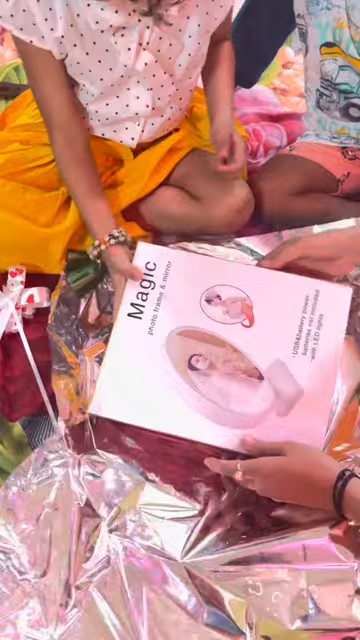 Magic
photo frame & mirror
•USB&battery power
batteries not included
•with LED lights